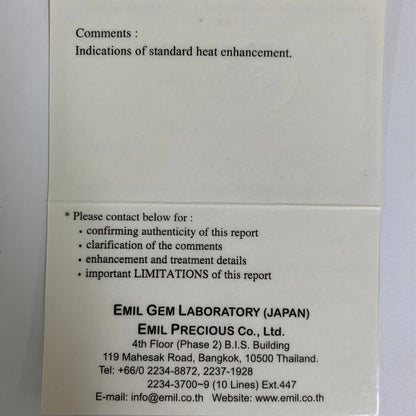 Comments :
Indications of standard heat enhancement.
* Please contact below for :
• confirming authenticity of this report
• clarification of the comments
• enhancement and treatment details
• important LIMITATIONS of this report
EMIL GEM LABORATORY (JAPAN)
EMIL PRECIOUS CO., Ltd.
4th Floor (Phase 2) B.I.S. Building
119 Mahesak Road, Bangkok, 10500 Thailand.
Tel: +66/0 2234-8872, 2237-1928
2234-3700~9 (10 Lines) Ext.447
E-mail: info@emil.co.th Website: www.emil.co.th